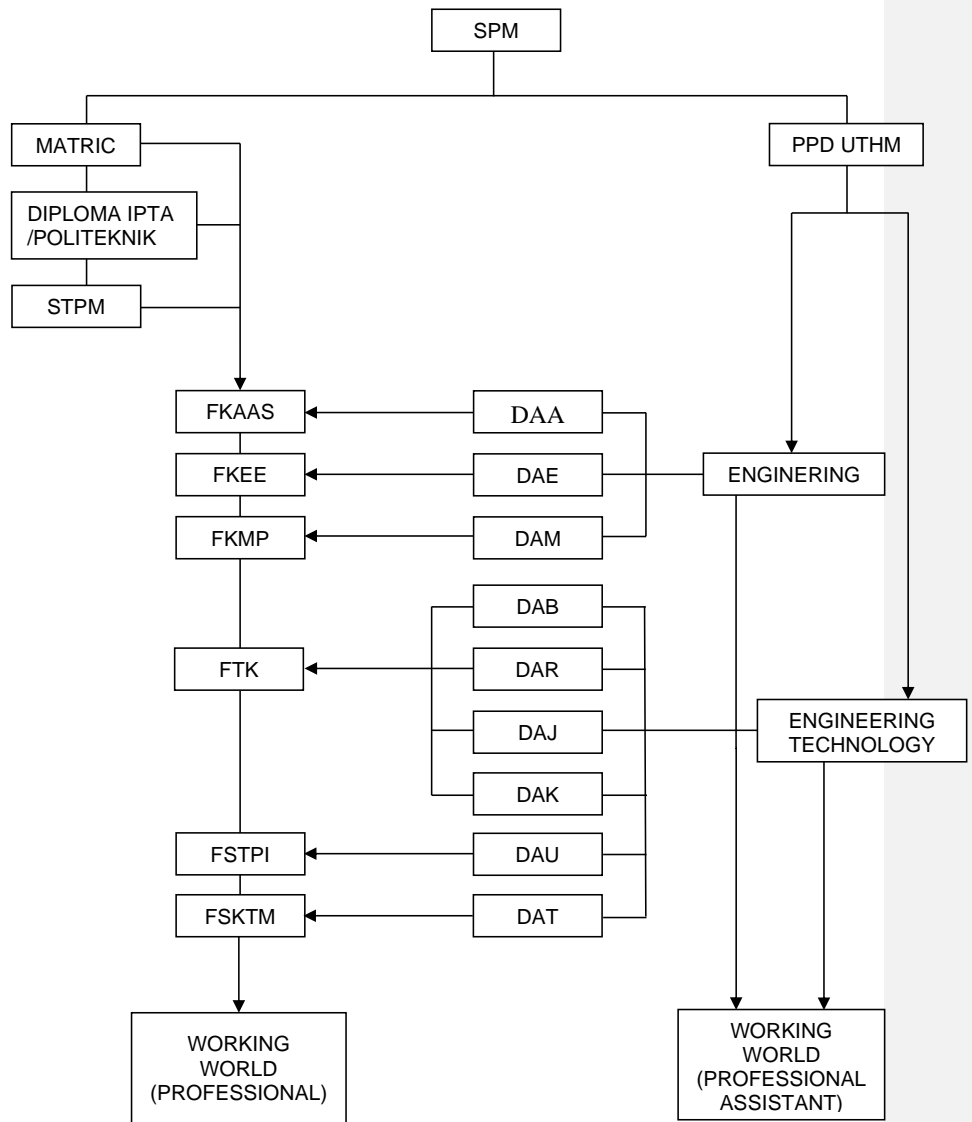 SPM
MATRIC
PPD UTHM
DIPLOMA IPTA
/POLITEKNIK
STPM
FKAAS
DAA
FKEE
DAE
ENGINERING
FKMP
DAM
DAB
FTK
DAR
DAJ
ENGINEERING
TECHNOLOGY
DAK
FSTPI
DAU
FSKTM
DAT
WORKING
WORLD
(PROFESSIONAL)
WORKING
WORLD
(PROFESSIONAL
ASSISTANT)